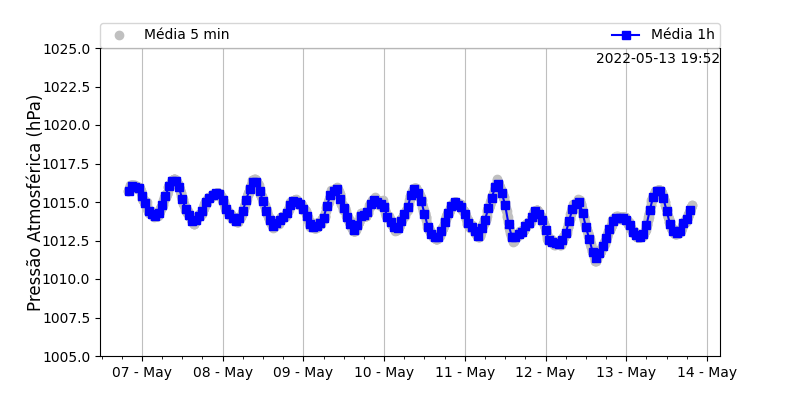 Média 5 min
Média 1h
2022-05-13 19:52
Pressão Atmosférica (hPa)
1025.0
1022.5
1020.0
1017.5
1015.0
1012.5
1010.0
1007.5
1005.0
07 - May
08 - May
09 - May
10 - May
11 - May
12 - May
13 - May
14 - May